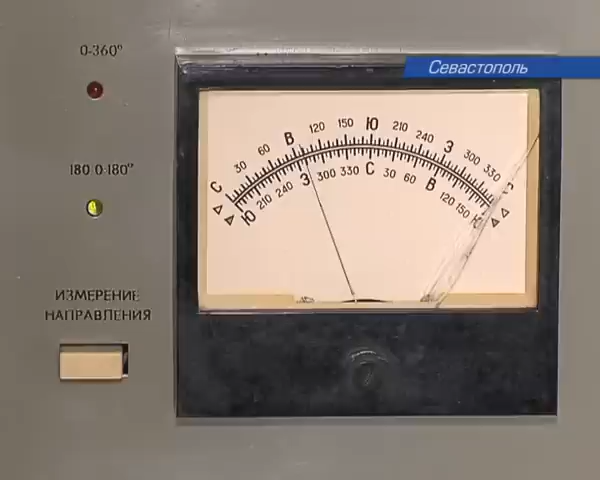 Севастополь
0-360°
180 0-180°
ИЗМЕРЕНИЕ
НАПРАВЛЕНИЯ
С 30 60 В 120 150 Ю 210 240 З 300 330
Ю 210 240 З 300 330 С 30 60 В 120 150 Ю